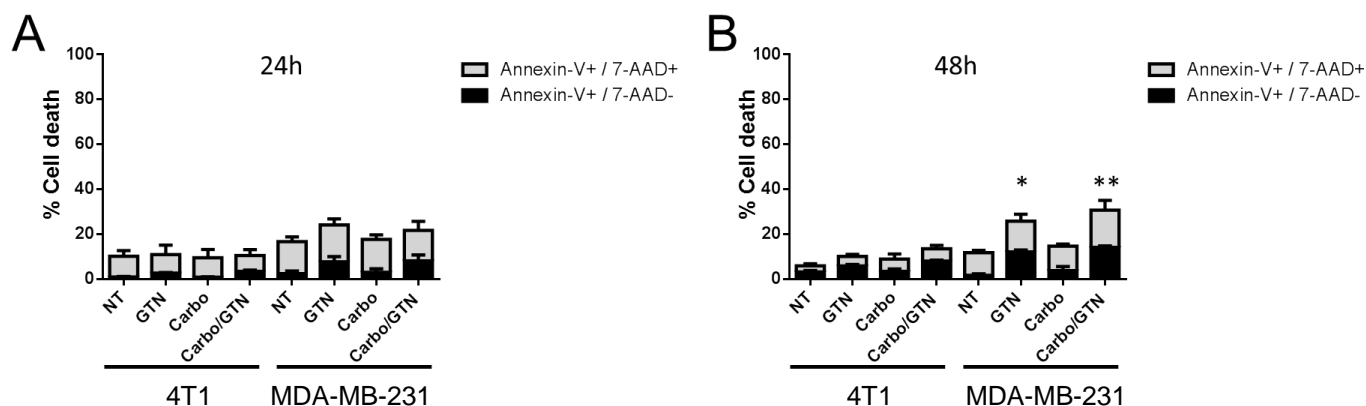 A
24h
% Cell death
100
80
60
40
20
0
Annexin-V+ / 7-AAD+
Annexin-V+ / 7-AAD-
NT
GTN
Carbo
Carbo/GTN
NT
GTN
Carbo
Carbo/GTN
4T1
MDA-MB-231
B
48h
% Cell death
100
80
60
40
20
0
*
**
Annexin-V+ / 7-AAD+
Annexin-V+ / 7-AAD-
NT
GTN
Carbo
Carbo/GTN
NT
GTN
Carbo
Carbo/GTN
4T1
MDA-MB-231